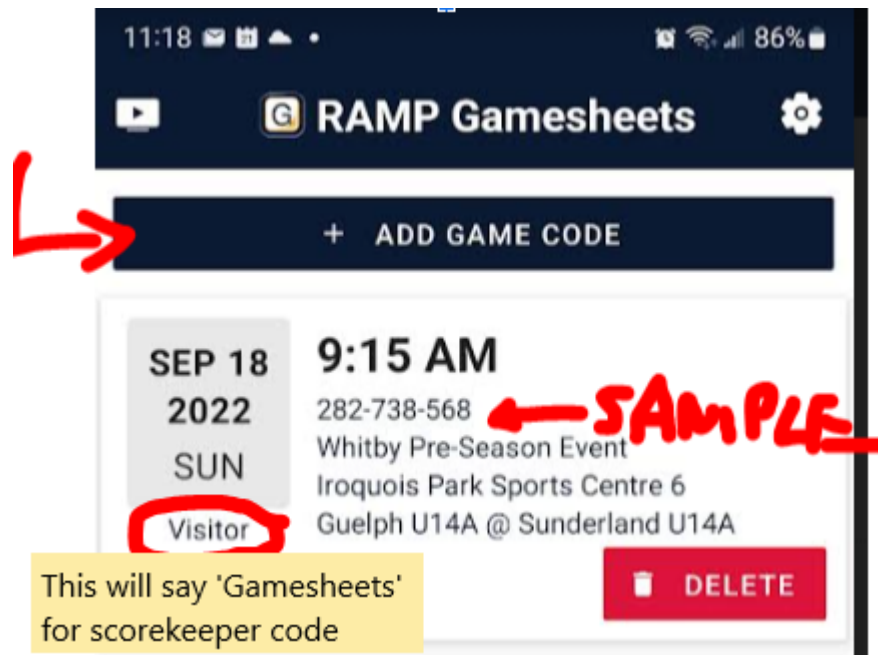 11:18
86%
G RAMP Gamesheets
+ ADD GAME CODE
SEP 18
2022
SUN
Visitor
9:15 AM
282-738-568
SAMPLE
Whitby Pre-Season Event
Iroquois Park Sports Centre 6
Guelph U14A @ Sunderland U14A
DELETE
This will say 'Gamesheets'
for scorekeeper code